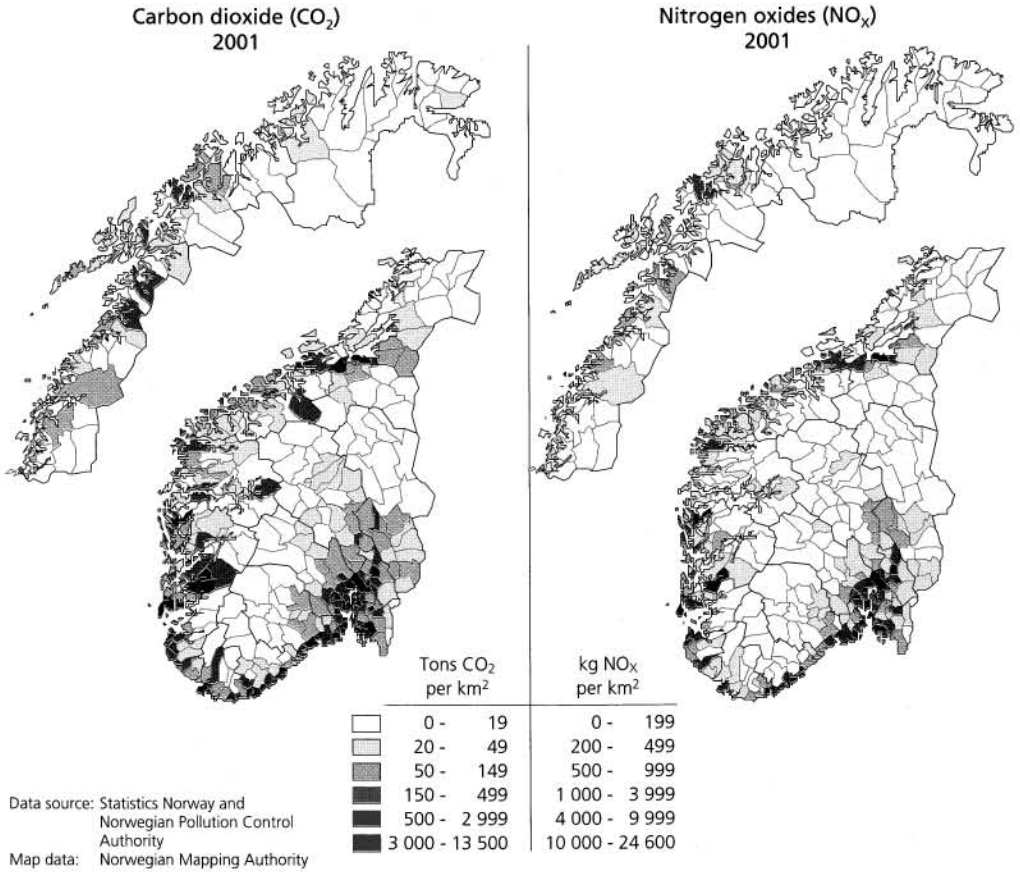 Carbon dioxide (CO2)
2001
Nitrogen oxides (NOX)
2001
Tons CO2
per km2
kg NOX
per km2
0 - 19 0 - 199
20 - 49 200 - 499
50 - 149 500 - 999
150 - 499 1 000 - 3 999
500 - 2 999 4 000 - 9 999
3 000 - 13 500 10 000 - 24 600
Data source: Statistics Norway and
Norwegian Pollution Control
Authority
Map data: Norwegian Mapping Authority